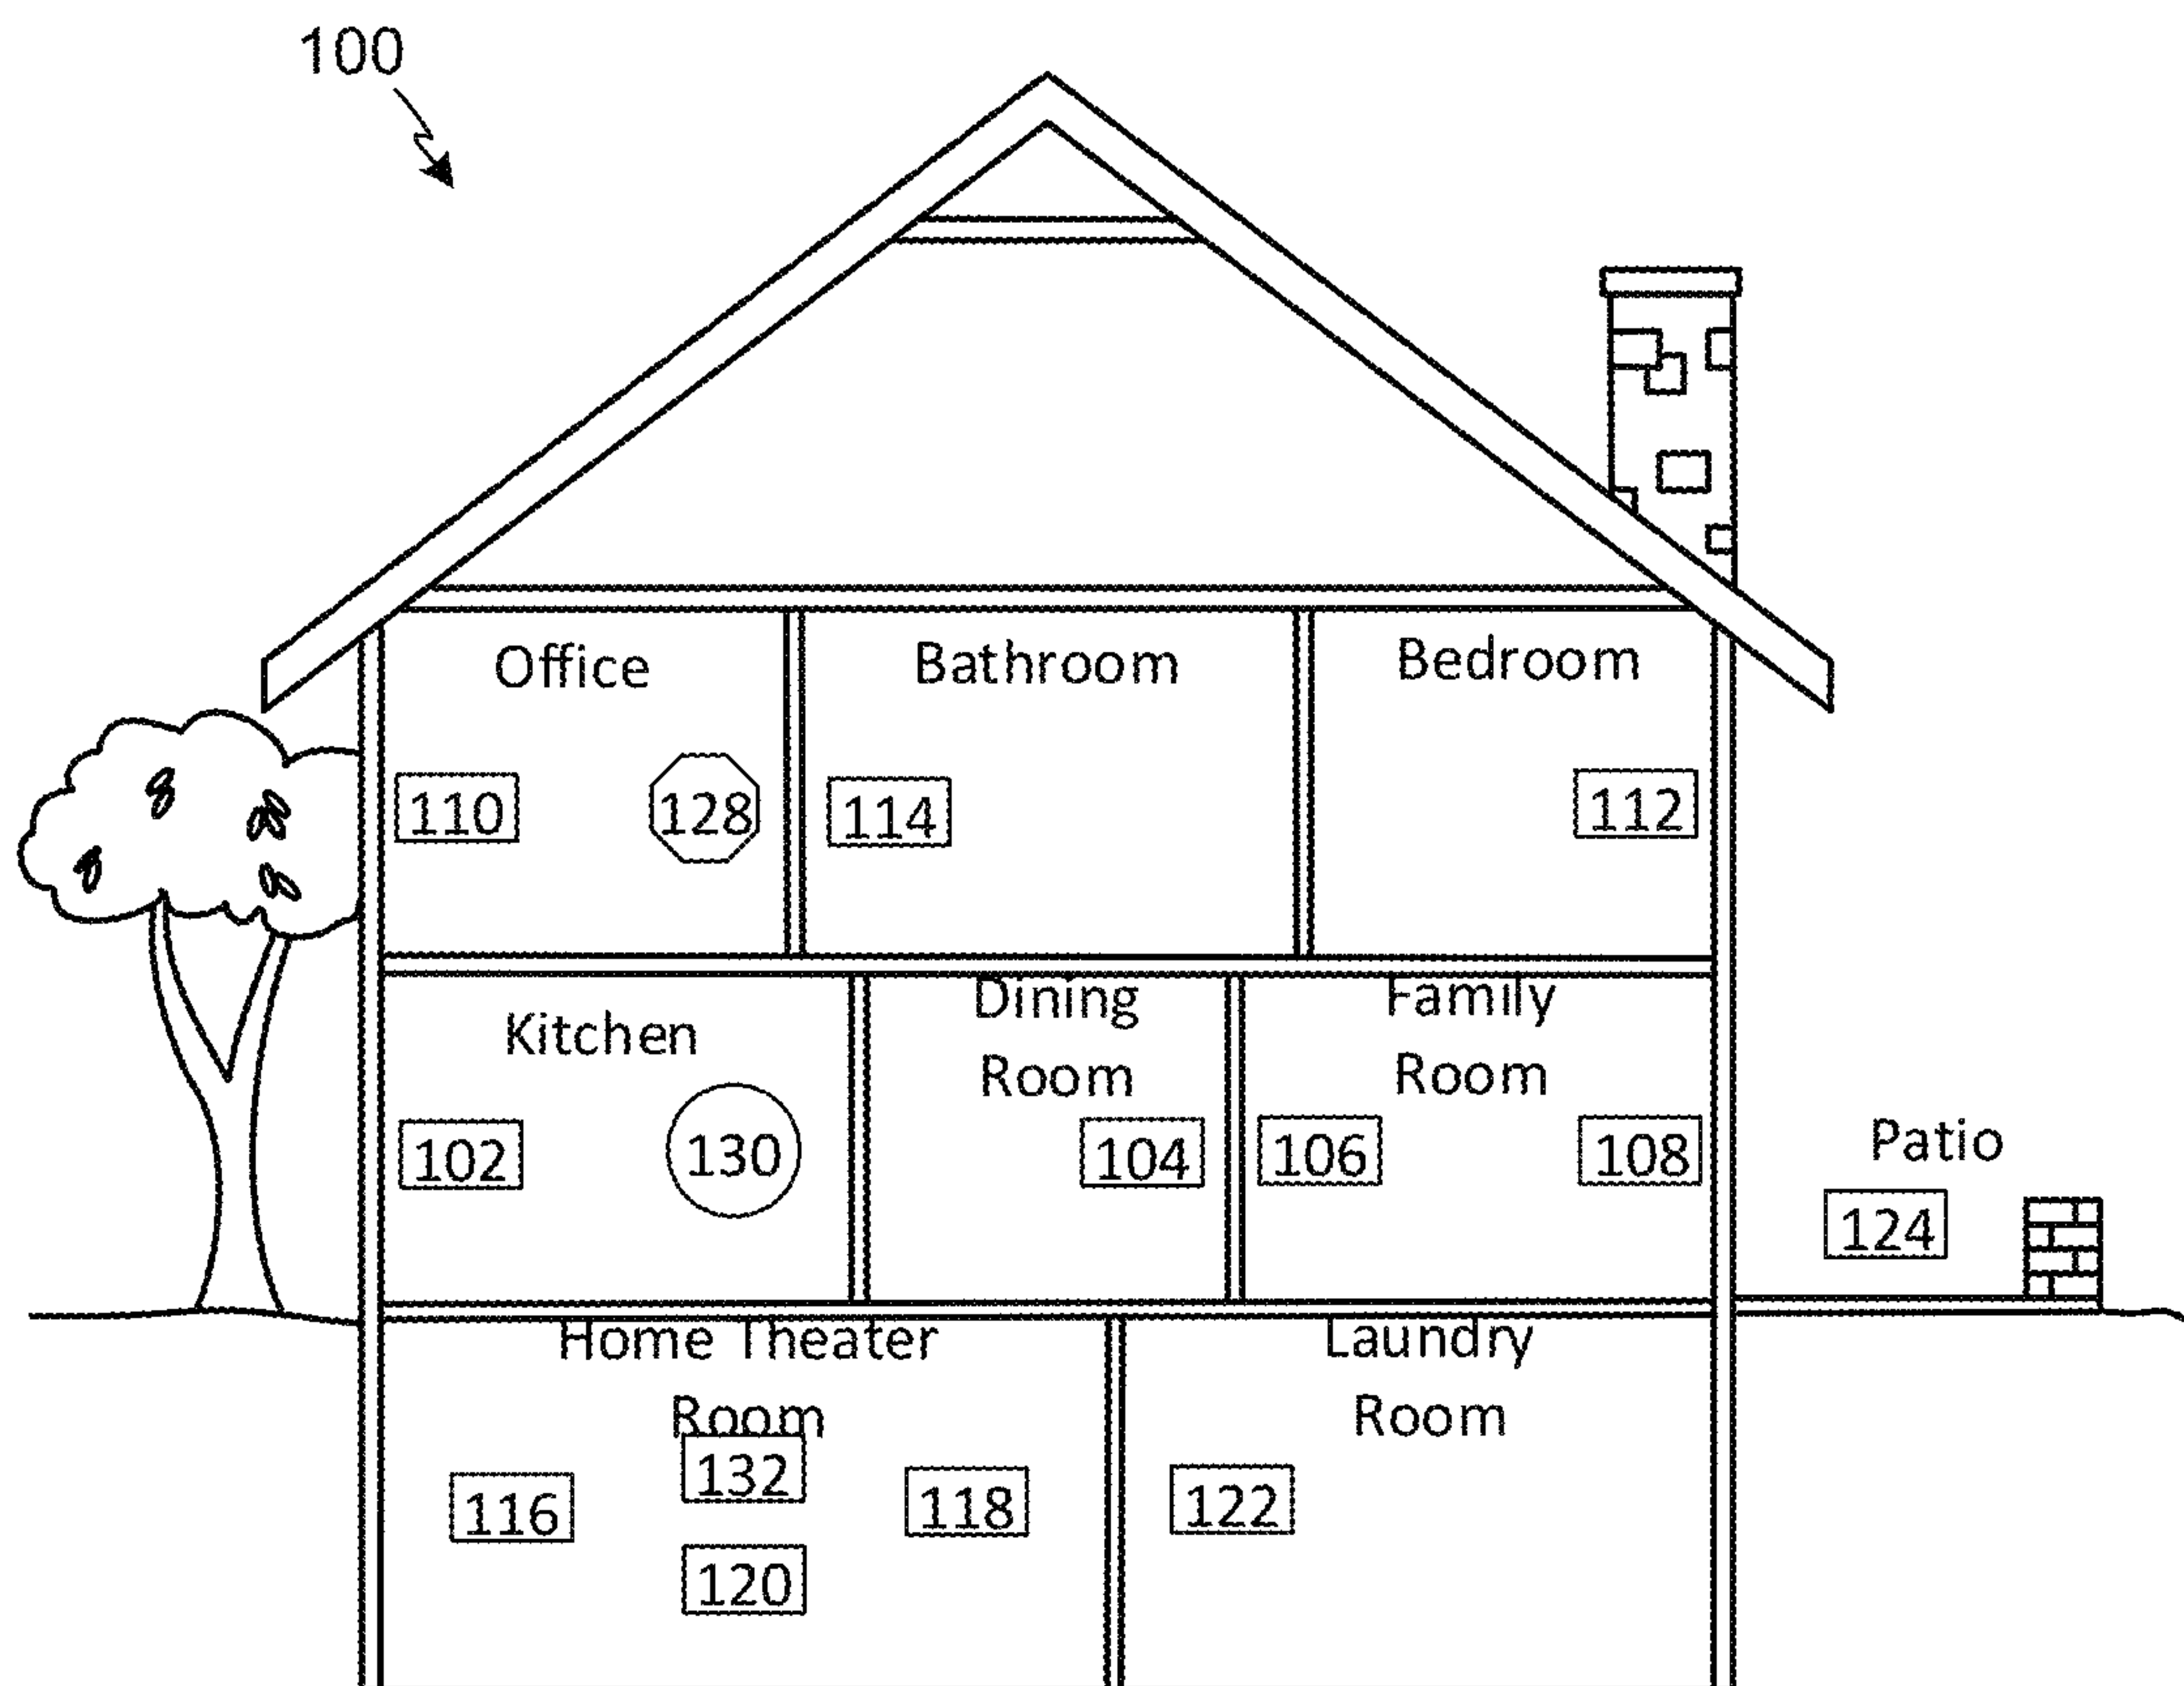 100
Office
Bathroom
Bedroom
110
128
114
112
Kitchen
Dining
Room
Family
Room
102
130
104
106
108
Patio
124
Home Theater
Room
Laundry
Room
132
116
118
122
120